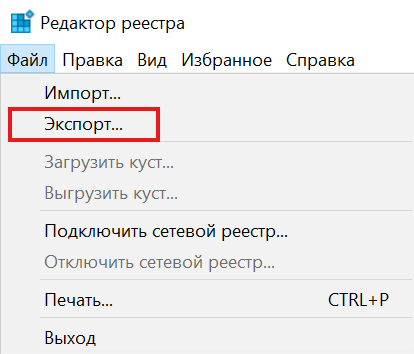 Редактор реестра
Файл Правка Вид Избранное Справка
Импорт...
Экспорт...
Загрузить куст...
Выгрузить куст...
Подключить сетевой реестр...
Отключить сетевой реестр...
Печать... CTRL+P
Выход